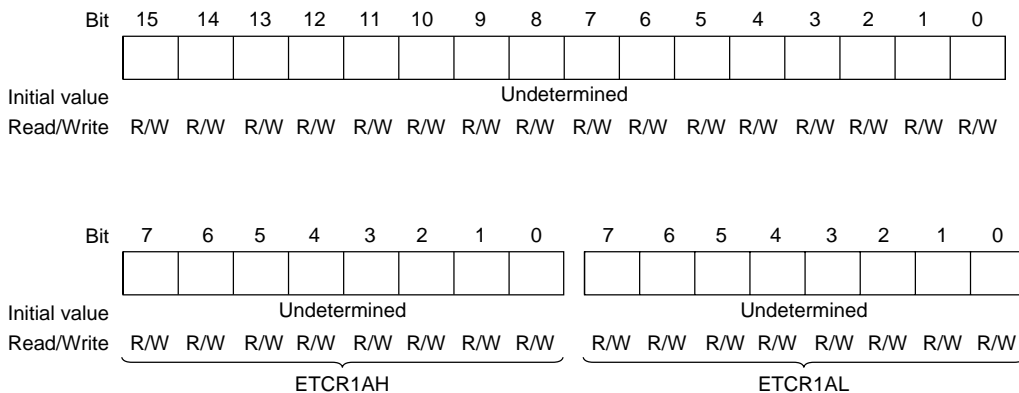 Bit 15 14 13 12 11 10 9 8 7 6 5 4 3 2 1 0
Initial value Undetermined
Read/Write R/W R/W R/W R/W R/W R/W R/W R/W R/W R/W R/W R/W R/W R/W R/W R/W
Bit 7 6 5 4 3 2 1 0 7 6 5 4 3 2 1 0
Initial value Undetermined Undetermined
Read/Write R/W R/W R/W R/W R/W R/W R/W R/W R/W R/W R/W R/W R/W R/W R/W R/W
ETCR1AH ETCR1AL